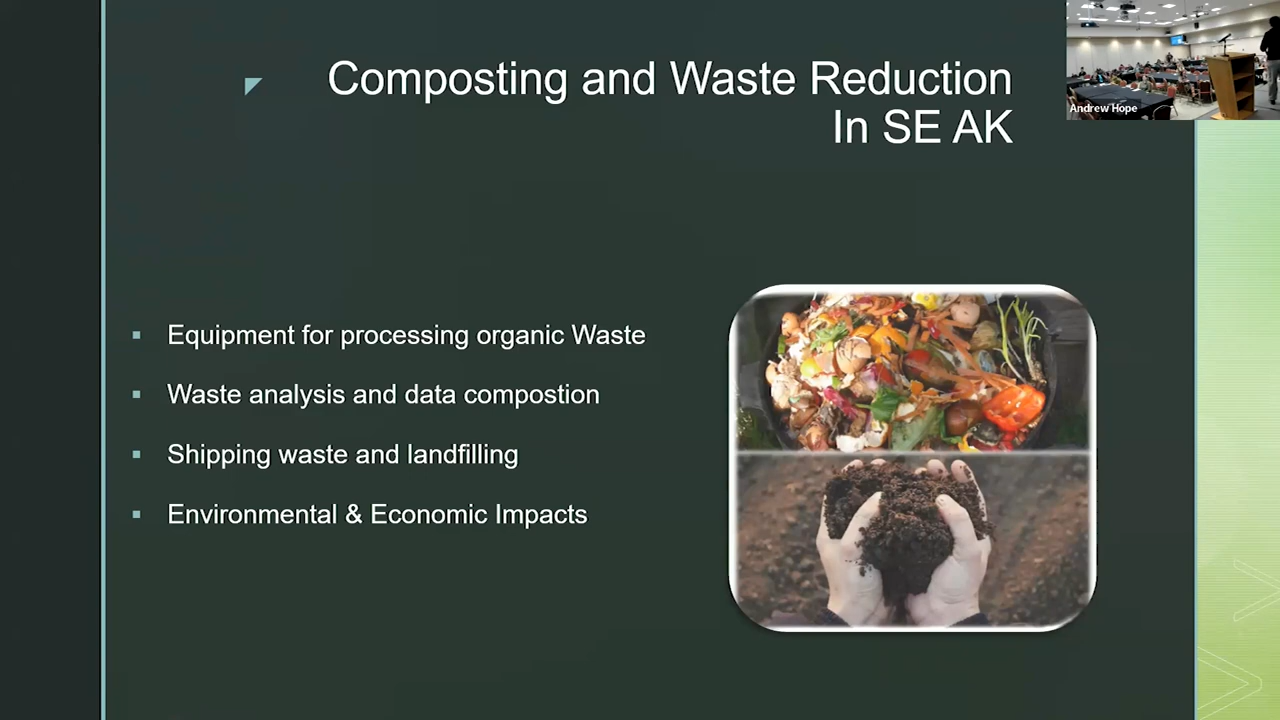 Composting and Waste Reduction
In SE AK
Andrew Hope
Equipment for processing organic Waste
Waste analysis and data compostion
Shipping waste and landfilling
Environmental & Economic Impacts